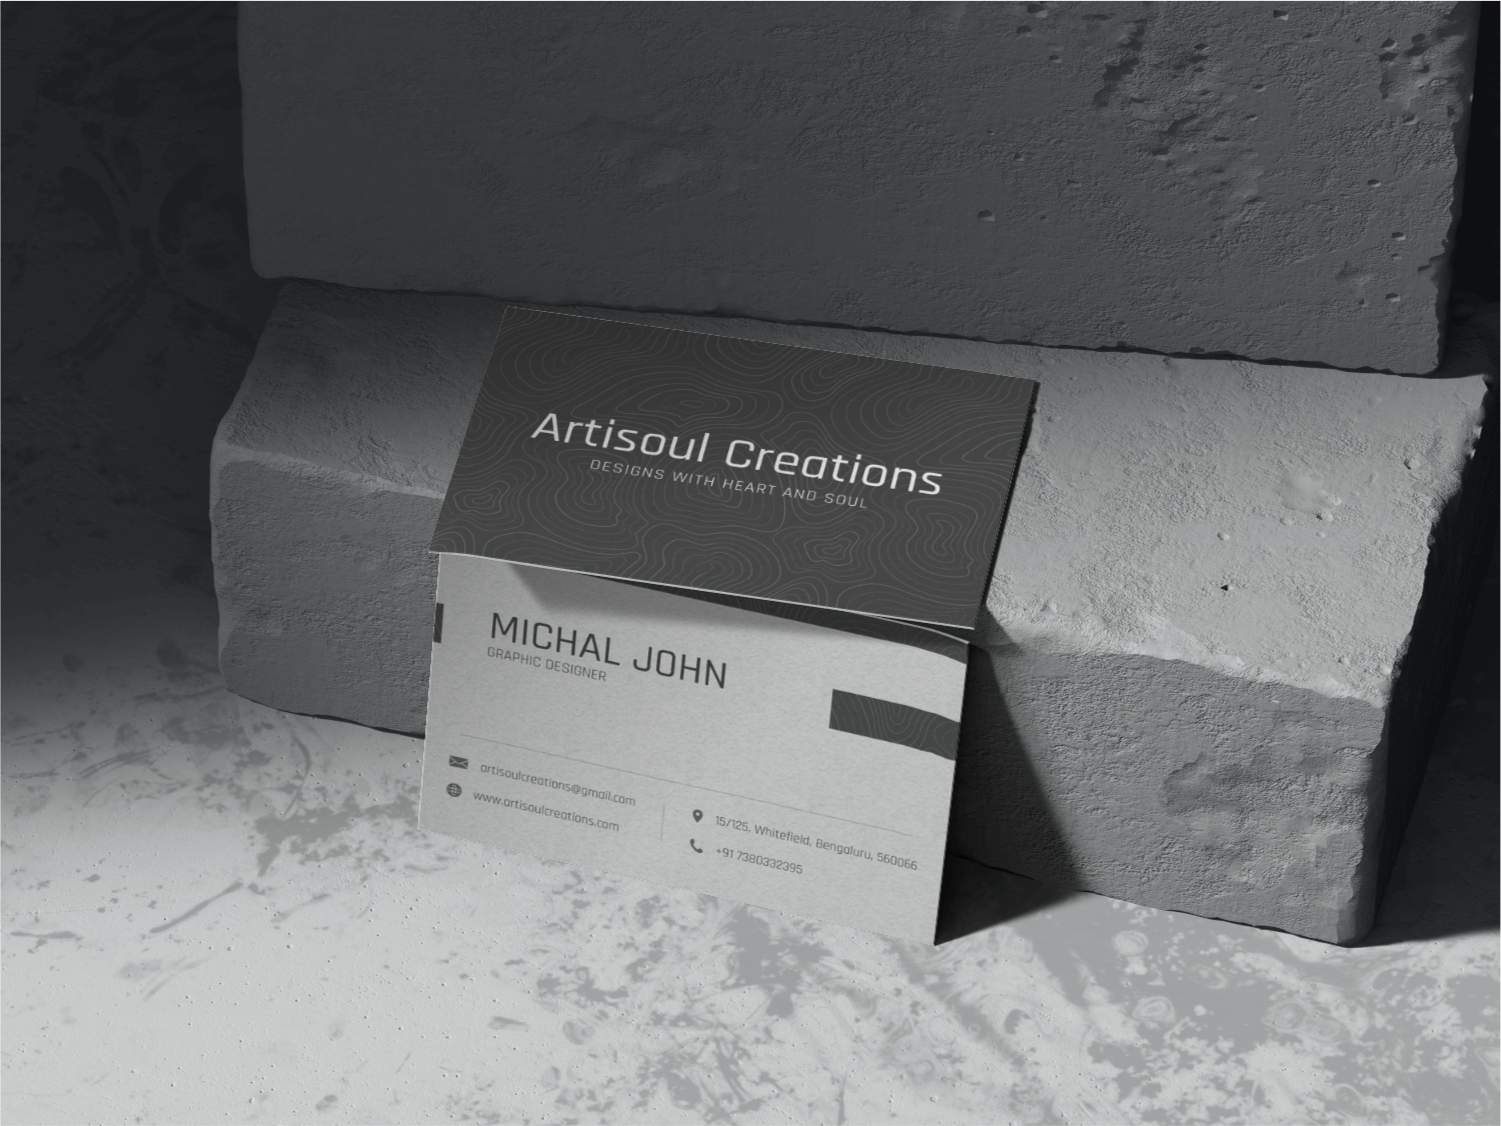 Artisoul Creations
DESIGNS WITH HEART AND SOUL
MICHAL JOHN
GRAPHIC DESIGNER
artisoulcreations@gmail.com
www.artisoulcreations.com
15/125, Whitefield, Bengaluru, 560066
+91 7380332395